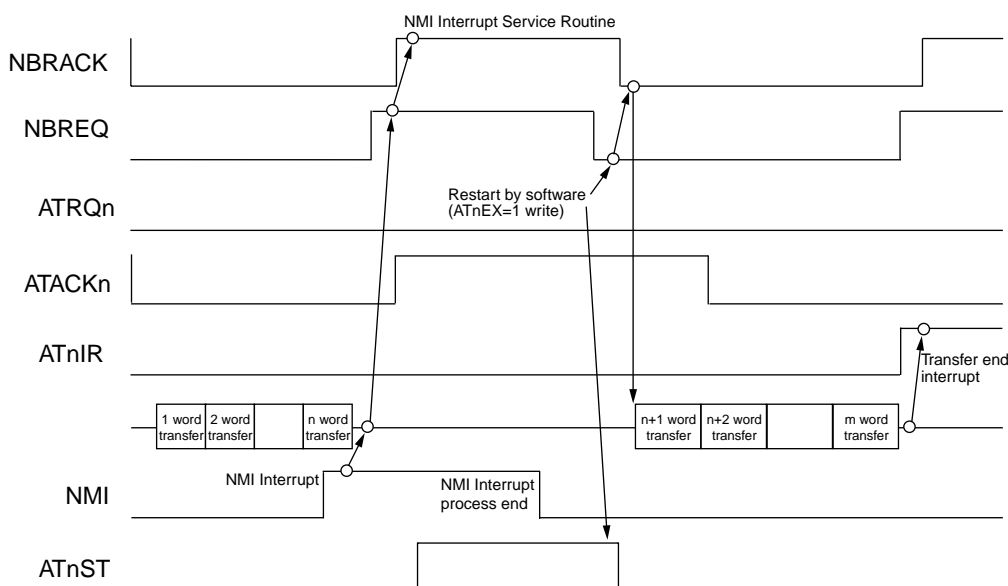 NMI Interrupt Service Routine
NBRACK
NBREQ
Restart by software
(ATnEX=1 write)
ATRQn
ATACKn
ATnIR
Transfer end
interrupt
1 word
transfer
2 word
transfer
n word
transfer
n+1 word
transfer
n+2 word
transfer
m word
transfer
NMI Interrupt
NMI Interrupt
process end
NMI
ATnST